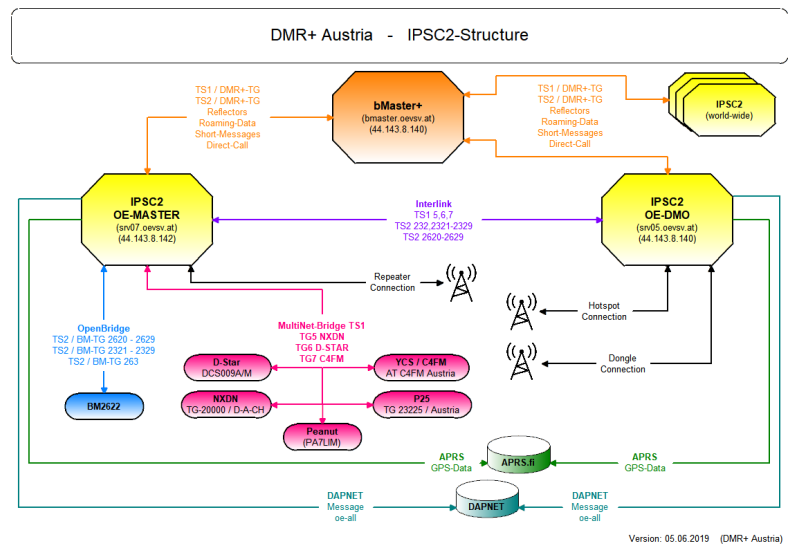 DMR+ Austria - IPSC2-Structure
TS1 / DMR+-TG
TS2 / DMR+-TG
Reflectors
Roaming-Data
Short-Messages
Direct-Call
bMaster+
(bmaster.oevsv.at)
(44.143.8.140)
TS1 / DMR+-TG
TS2 / DMR+-TG
Reflectors
Roaming-Data
Short-Messages
Direct-Call
IPSC2
(world-wide)
IPSC2
OE-MASTER
(srv07.oevsv.at)
(44.143.8.142)
Interlink
TS1 5,6,7
TS2 232,2321-2329
TS2 2620-2629
IPSC2
OE-DMO
(srv05.oevsv.at)
(44.143.8.140)
Repeater
Connection
Hotspot
Connection
Dongle
Connection
OpenBridge
TS2 / BM-TG 2620 - 2629
TS2 / BM-TG 2321 - 2329
TS2 / BM-TG 263
BM2622
MultiNet-Bridge TS1
TG5 NXDN
TG6 D-STAR
TG7 C4FM
D-Star
DCS009A/M
YCS / C4FM
AT C4FM Austria
NXDN
TG-20000 / D-A-CH
P25
TG 23225 / Austria
Peanut
(PA7LIM)
APRS
GPS-Data
APRS.fi
APRS
GPS-Data
DAPNET
Message
oe-all
DAPNET
DAPNET
Message
oe-all
Version: 05.06.2019 (DMR+ Austria)